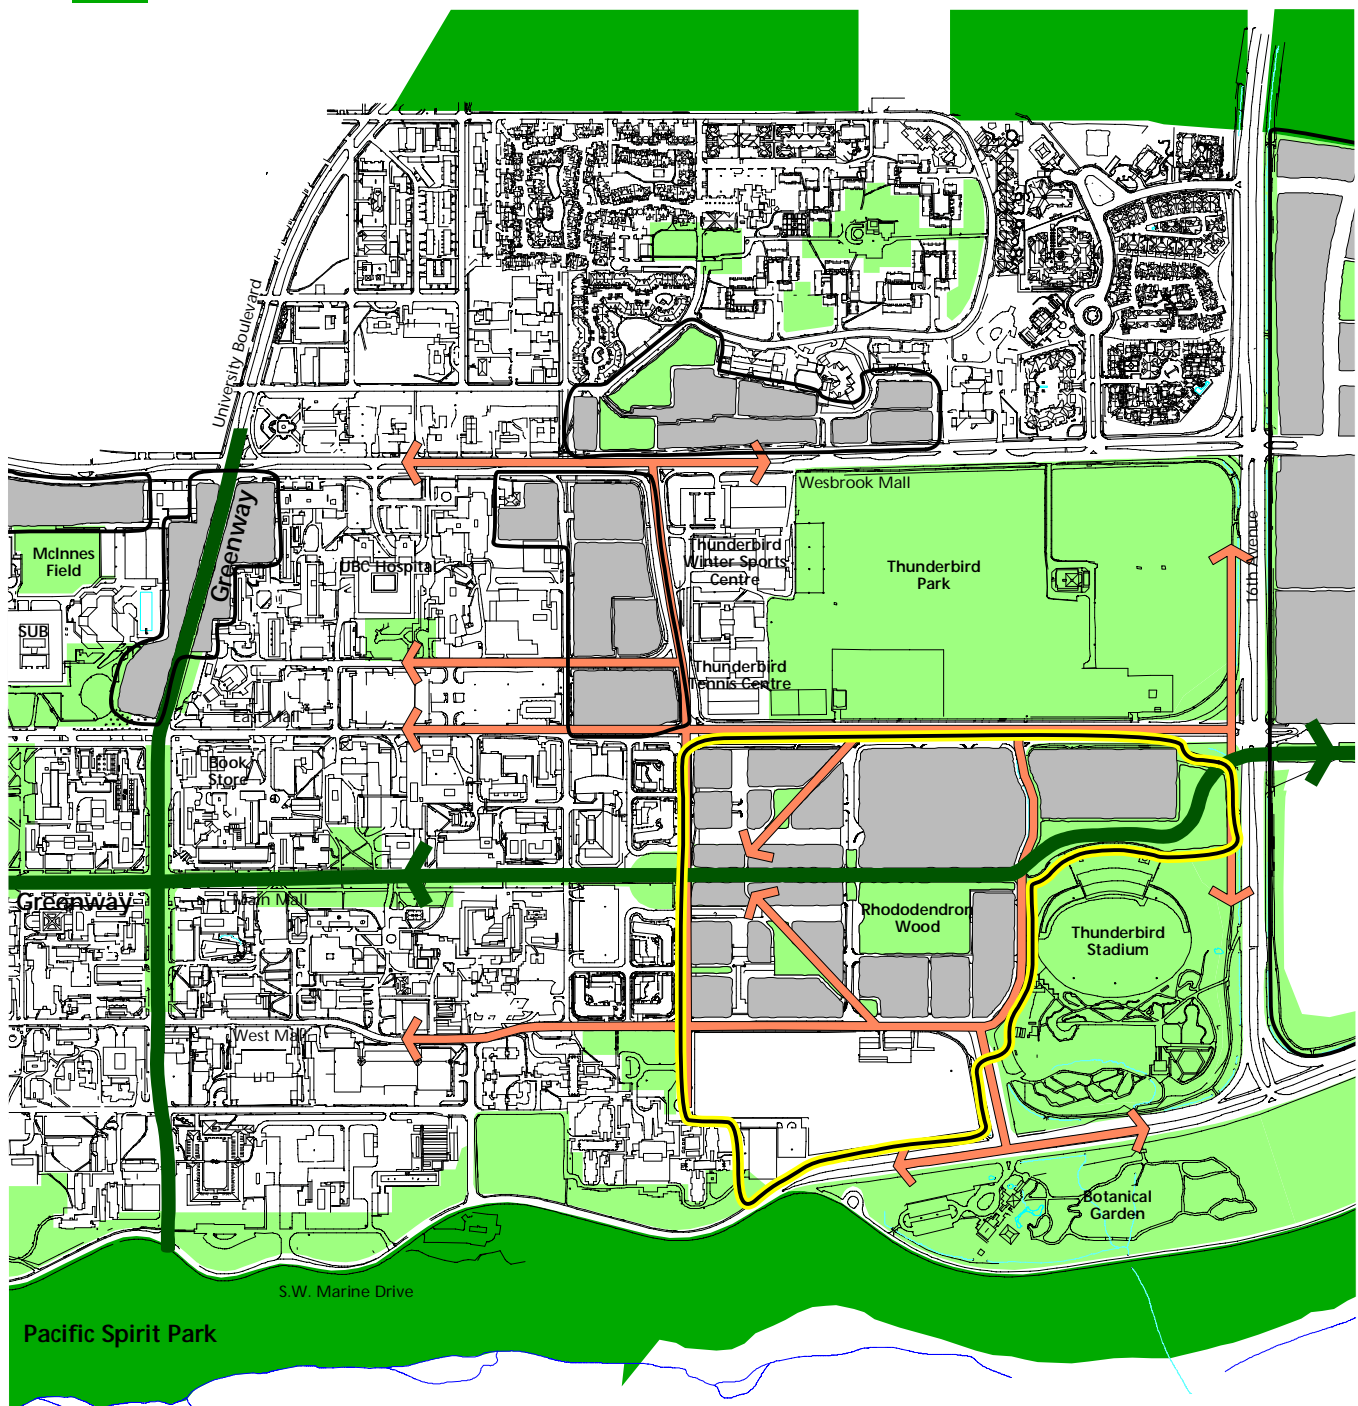 University Boulevard
Wesbrook Mall
Greenway
16th Avenue
McInnes
Field
UBC Hospital
Thunderbird
Winter Sports
Centre
Thunderbird
Park
SUB
Thunderbird
Tennis Centre
East Mall
Book
Store
Greenway
Main Mall
Rhododendron
Wood
Thunderbird
Stadium
West Mall
Botanical
Garden
S.W. Marine Drive
Pacific Spirit Park